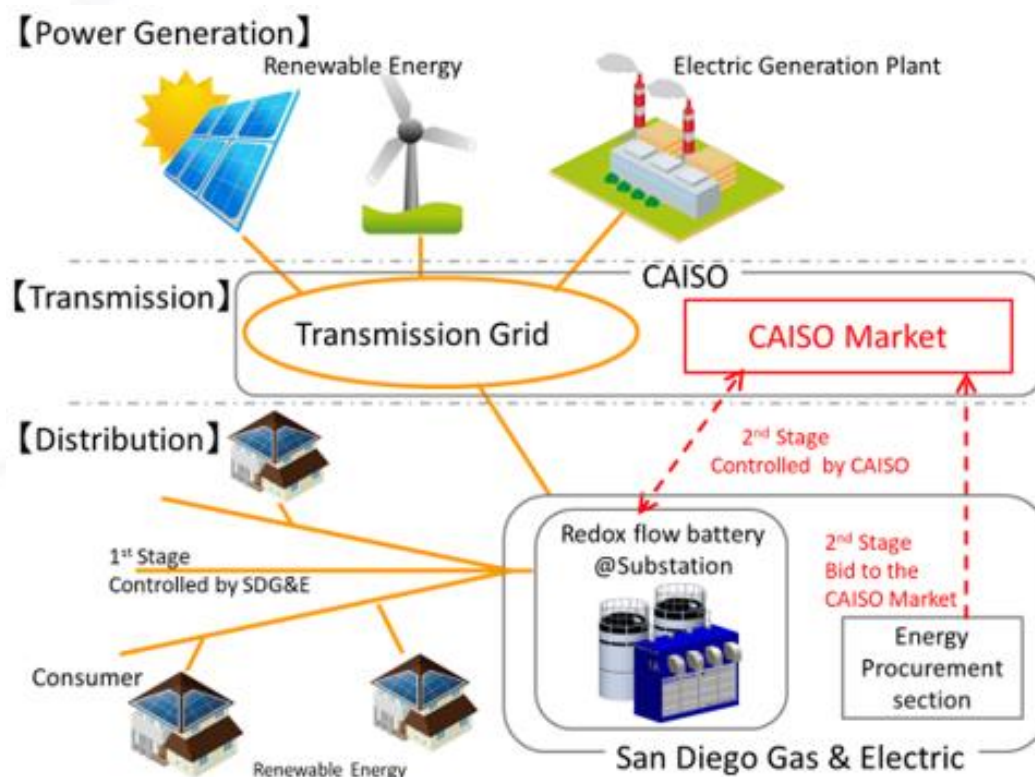 【Power Generation】
Renewable Energy
Electric Generation Plant
CAISO
【Transmission】
Transmission Grid
CAISO Market
【Distribution】
2nd Stage
Controlled by CAISO
1st Stage
Controlled by SDG&E
Redox flow battery
@Substation
2nd Stage
Bid to the
CAISO Market
Energy
Procurement
section
Consumer
Renewable Energy
San Diego Gas & Electric